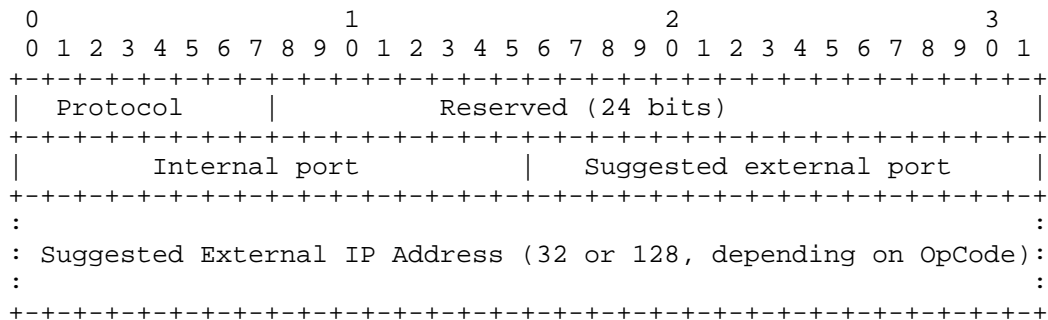 0                   1                   2                   3
 0 1 2 3 4 5 6 7 8 9 0 1 2 3 4 5 6 7 8 9 0 1 2 3 4 5 6 7 8 9 0 1
+-+-+-+-+-+-+-+-+-+-+-+-+-+-+-+-+-+-+-+-+-+-+-+-+-+-+-+-+-+-+-+-+
|  Protocol     |          Reserved (24 bits)                   |
+-+-+-+-+-+-+-+-+-+-+-+-+-+-+-+-+-+-+-+-+-+-+-+-+-+-+-+-+-+-+-+-+
|        Internal port          |   Suggested external port     |
+-+-+-+-+-+-+-+-+-+-+-+-+-+-+-+-+-+-+-+-+-+-+-+-+-+-+-+-+-+-+-+-+
:                                                               :
: Suggested External IP Address (32 or 128, depending on OpCode):
:                                                               :
+-+-+-+-+-+-+-+-+-+-+-+-+-+-+-+-+-+-+-+-+-+-+-+-+-+-+-+-+-+-+-+-+